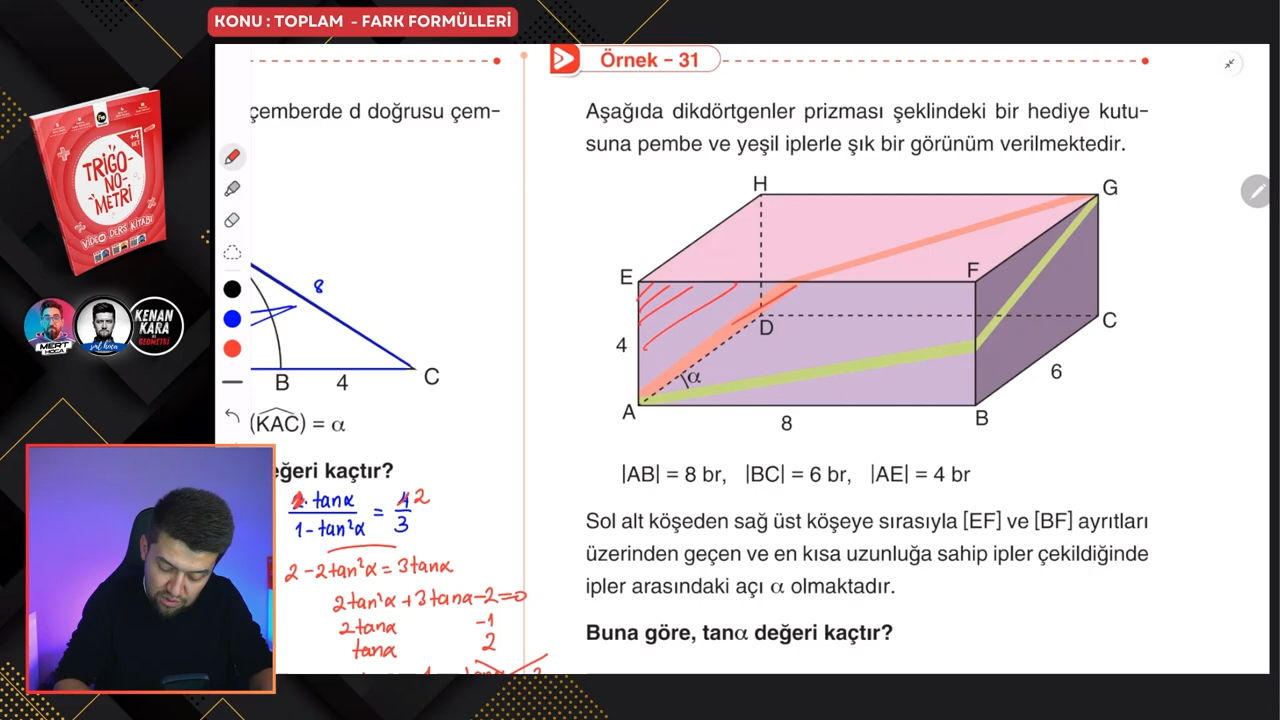 KONU : TOPLAM - FARK FORMÜLLERİ
+4 NET
TRİGO-
NO-
METRİ
VİDEO DERS KİTABI
MERT HOCA
KENAN
KARA
GEOMETRİ
çemberde d doğrusu çem-
8
B 4 C
(KAC) = α
eğeri kaçtır?
2. tanα / 1 - tan²α = 4 2 / 3
2 - 2tan²α = 3tanα
2tan²α + 3tanα - 2 = 0
2tanα -1
tanα 2
Örnek – 31
Aşağıda dikdörtgenler prizması şeklindeki bir hediye kutu-
suna pembe ve yeşil iplerle şık bir görünüm verilmektedir.
H G
E F
D C
4 α 6
A B
8
|AB| = 8 br, |BC| = 6 br, |AE| = 4 br
Sol alt köşeden sağ üst köşeye sırasıyla [EF] ve [BF] ayrıtları
üzerinden geçen ve en kısa uzunluğa sahip ipler çekildiğinde
ipler arasındaki açı α olmaktadır.
Buna göre, tanα değeri kaçtır?